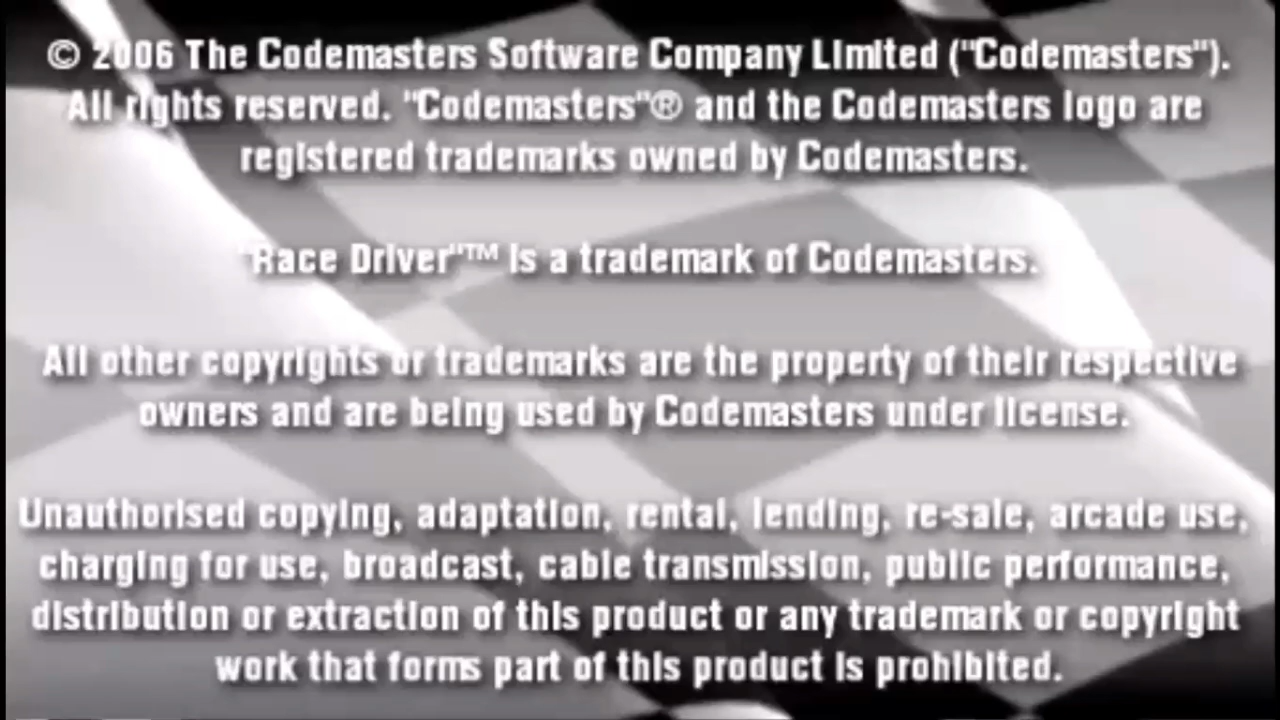 © 2006 The Codemasters Software Company Limited ("Codemasters").
All rights reserved. "Codemasters"® and the Codemasters logo are
registered trademarks owned by Codemasters.
"Race Driver"™ is a trademark of Codemasters.
All other copyrights or trademarks are the property of their respective
owners and are being used by Codemasters under license.
Unauthorised copying, adaptation, rental, lending, re-sale, arcade use,
charging for use, broadcast, cable transmission, public performance,
distribution or extraction of this product or any trademark or copyright
work that forms part of this product is prohibited.